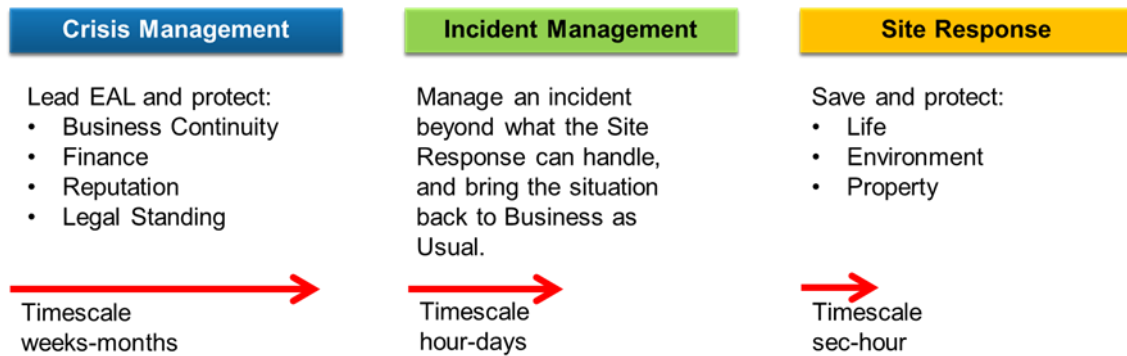 Crisis Management
Lead EAL and protect:
• Business Continuity
• Finance
• Reputation
• Legal Standing
Timescale
weeks-months
Incident Management
Manage an incident
beyond what the Site
Response can handle,
and bring the situation
back to Business as
Usual.
Timescale
hour-days
Site Response
Save and protect:
• Life
• Environment
• Property
Timescale
sec-hour